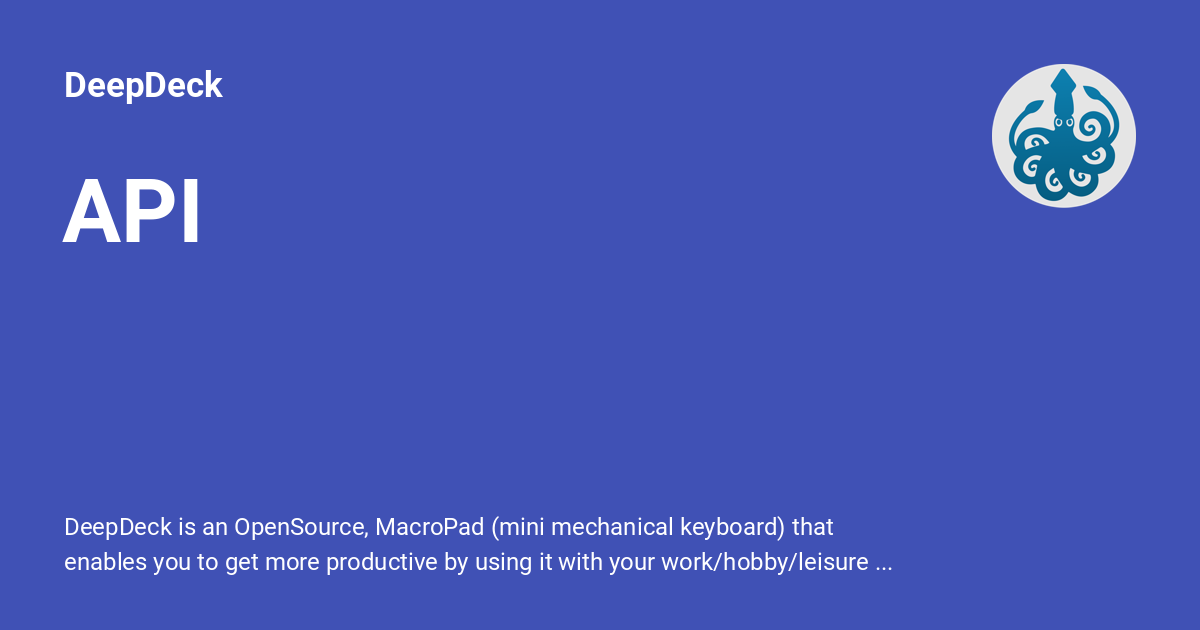 DeepDeck
API
DeepDeck is an OpenSource, MacroPad (mini mechanical keyboard) that
enables you to get more productive by using it with your work/hobby/leisure ...